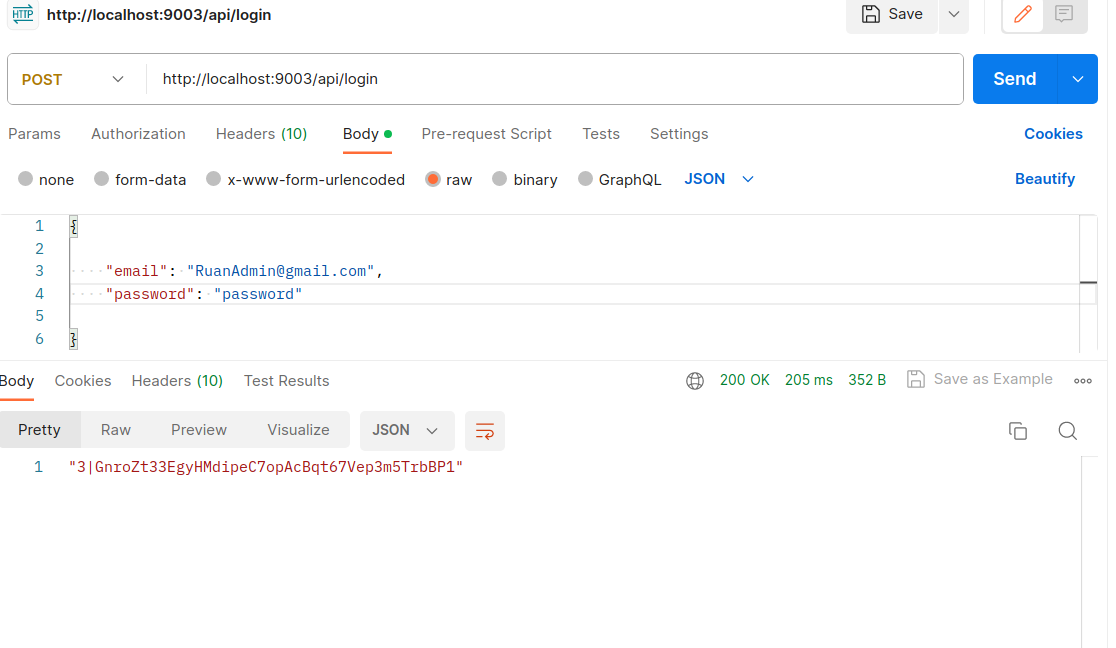 HTTP http://localhost:9003/api/login Save
POST http://localhost:9003/api/login Send
Params Authorization Headers (10) Body Pre-request Script Tests Settings Cookies
none form-data x-www-form-urlencoded raw binary GraphQL JSON Beautify
1 {
2
3 "email": "RuanAdmin@gmail.com",
4 "password": "password"
5
6 }
Body Cookies Headers (10) Test Results 200 OK 205 ms 352 B Save as Example
Pretty Raw Preview Visualize JSON
1 "3|GnroZt33EgyHMdipeC7opAcBqt67Vep3m5TrbBP1"